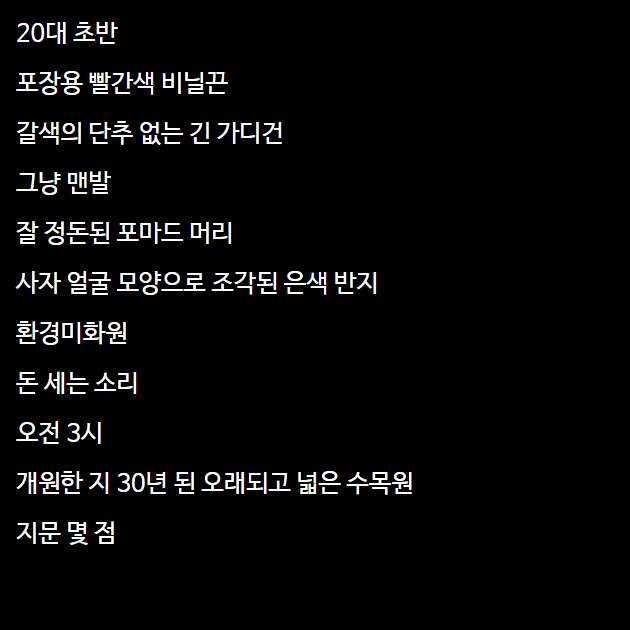 20대 초반
포장용 빨간색 비닐끈
갈색의 단추 없는 긴 가디건
그냥 맨발
잘 정돈된 포마드 머리
사자 얼굴 모양으로 조각된 은색 반지
환경미화원
돈 세는 소리
오전 3시
개원한 지 30년 된 오래되고 넓은 수목원
지문 몇 점